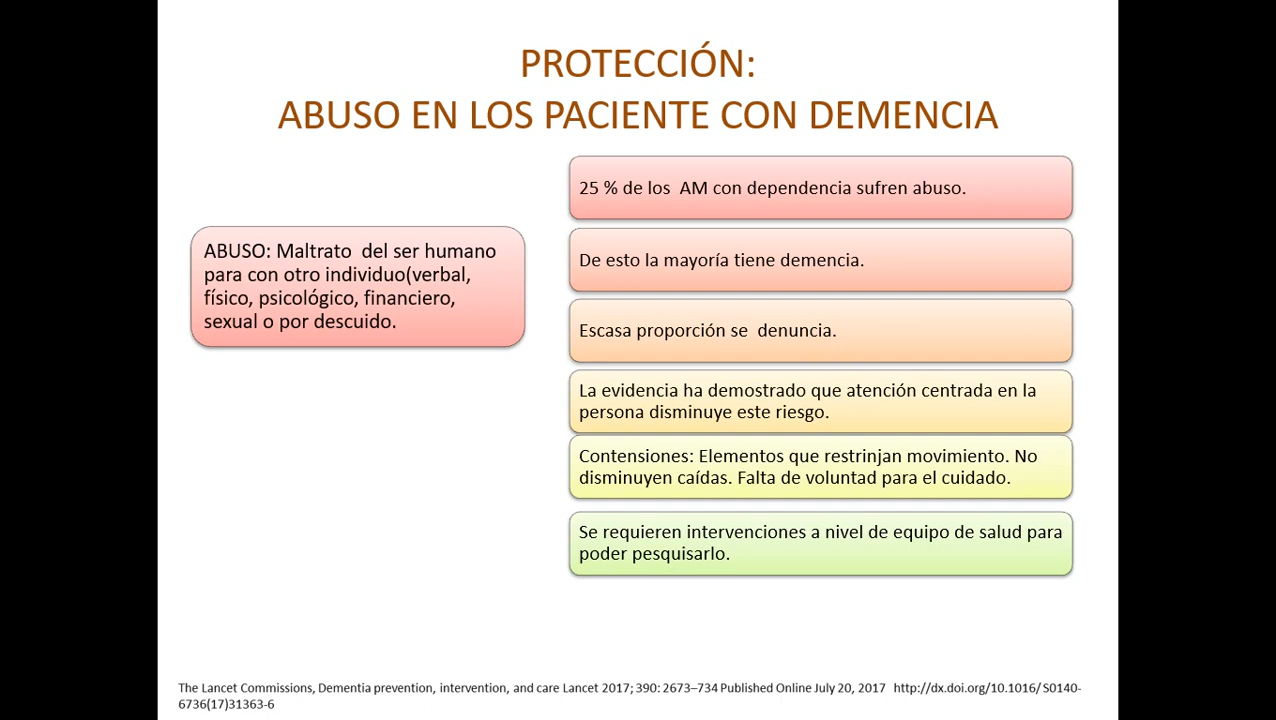 PROTECCIÓN:
ABUSO EN LOS PACIENTE CON DEMENCIA
ABUSO: Maltrato  del ser humano
para con otro individuo(verbal,
físico, psicológico, financiero,
sexual o por descuido.
25 % de los  AM con dependencia sufren abuso.
De esto la mayoría tiene demencia.
Escasa proporción se  denuncia.
La evidencia ha demostrado que atención centrada en la
persona disminuye este riesgo.
Contensiones: Elementos que restrinjan movimiento. No
disminuyen caídas. Falta de voluntad para el cuidado.
Se requieren intervenciones a nivel de equipo de salud para
poder pesquisarlo.
The Lancet Commissions, Dementia prevention, intervention, and care Lancet 2017; 390: 2673–734 Published Online July 20, 2017  http://dx.doi.org/10.1016/ S0140-
6736(17)31363-6